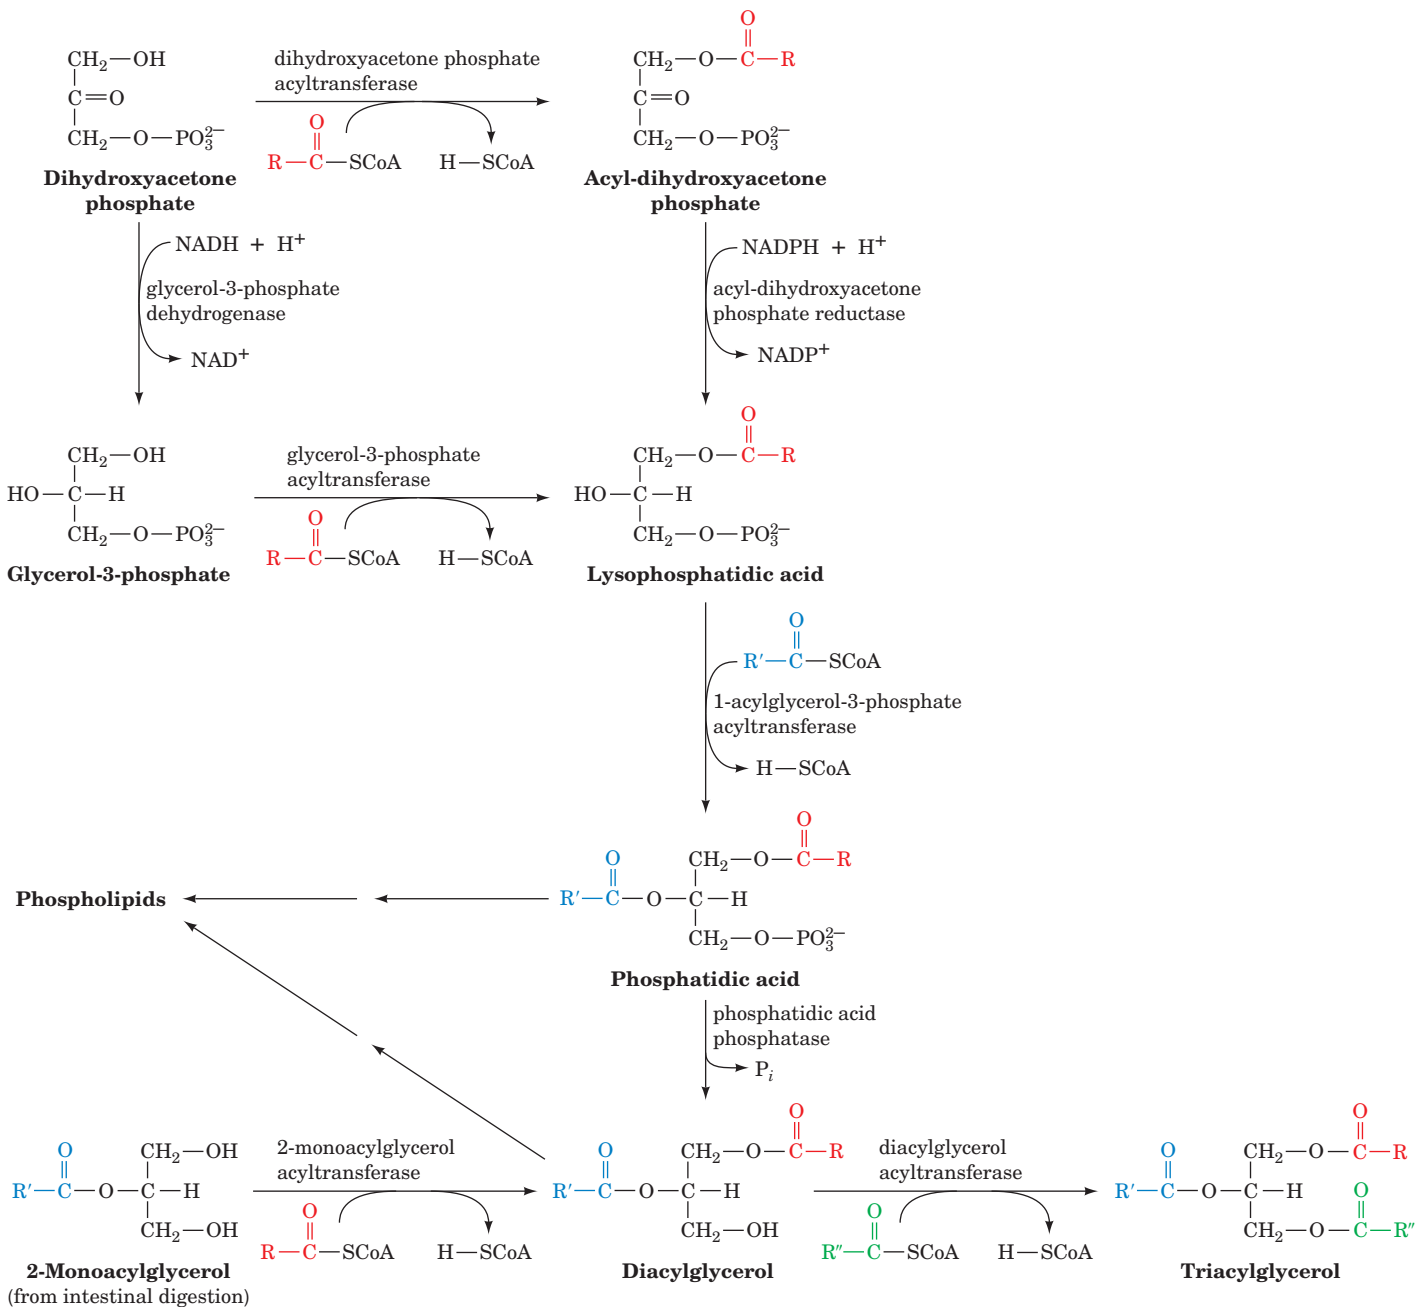 O
CH2—OH
dihydroxyacetone phosphate
acyltransferase
CH2—O—C—R
C=O
O
C=O
CH2—O—PO3^2−
R—C—SCoA
H—SCoA
CH2—O—PO3^2−
Dihydroxyacetone
phosphate
Acyl-dihydroxyacetone
phosphate
NADH + H+
glycerol-3-phosphate
dehydrogenase
NAD+
NADPH + H+
acyl-dihydroxyacetone
phosphate reductase
NADP+
O
CH2—OH
glycerol-3-phosphate
acyltransferase
CH2—O—C—R
HO—C—H
O
HO—C—H
CH2—O—PO3^2−
R—C—SCoA
H—SCoA
CH2—O—PO3^2−
Glycerol-3-phosphate
Lysophosphatidic acid
O
R′—C—SCoA
1-acylglycerol-3-phosphate
acyltransferase
H—SCoA
O
O
CH2—O—C—R
Phospholipids
R′—C—O—C—H
CH2—O—PO3^2−
Phosphatidic acid
phosphatidic acid
phosphatase
Pi
O
CH2—OH
R′—C—O—C—H
CH2—OH
2-Monoacylglycerol
(from intestinal digestion)
2-monoacylglycerol
acyltransferase
O
R—C—SCoA
H—SCoA
O
O
CH2—O—C—R
R′—C—O—C—H
CH2—OH
Diacylglycerol
diacylglycerol
acyltransferase
O
R″—C—SCoA
H—SCoA
O
O
CH2—O—C—R
R′—C—O—C—H
O
CH2—O—C—R″
Triacylglycerol